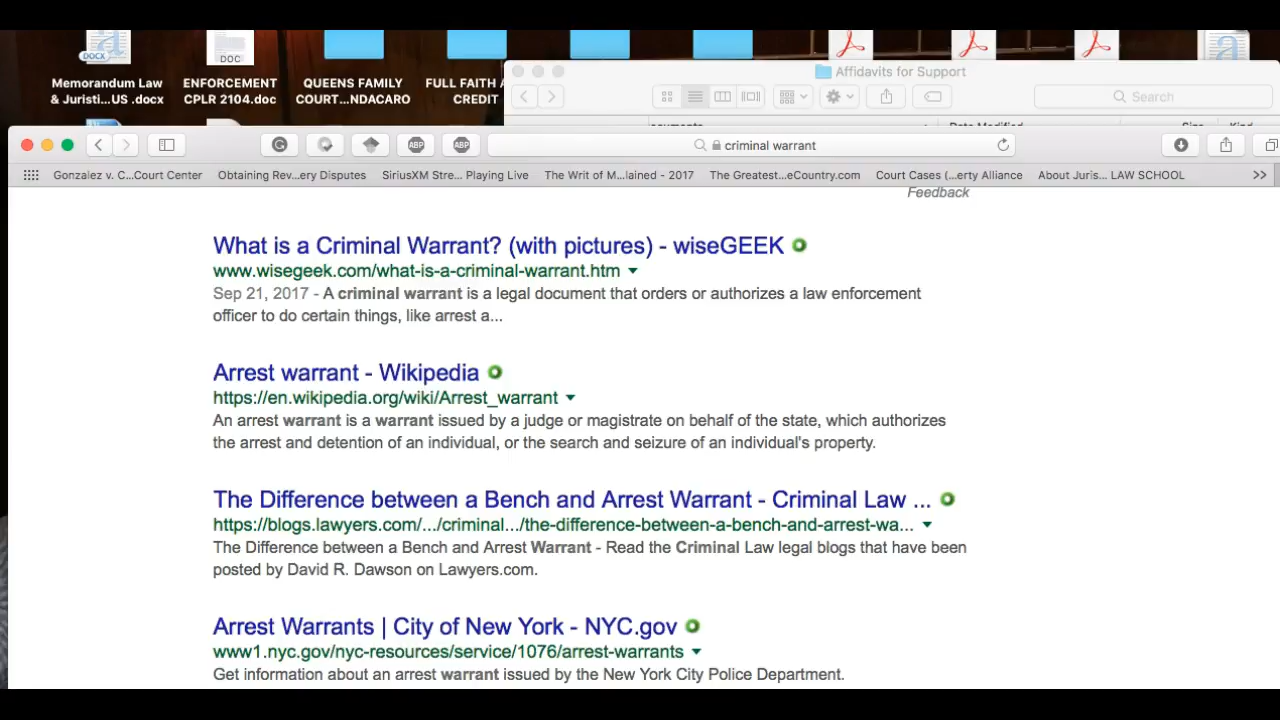 DOCX
DOC
Memorandum Law
& Juristi...US .docx
ENFORCEMENT
CPLR 2104.doc
QUEENS FAMILY
COURT...NDACARO
FULL FAITH
CREDIT
Affidavits for Support
Search
criminal warrant
ABP
ABP
Gonzalez v. C...Court Center
Obtaining Rev...ery Disputes
SiriusXM Stre... Playing Live
The Writ of M...lained - 2017
The Greatest...eCountry.com
Court Cases (...erty Alliance
About Juris... LAW SCHOOL
Feedback
What is a Criminal Warrant? (with pictures) - wiseGEEK
www.wisegeek.com/what-is-a-criminal-warrant.htm
Sep 21, 2017 - A criminal warrant is a legal document that orders or authorizes a law enforcement
officer to do certain things, like arrest a...
Arrest warrant - Wikipedia
https://en.wikipedia.org/wiki/Arrest_warrant
An arrest warrant is a warrant issued by a judge or magistrate on behalf of the state, which authorizes
the arrest and detention of an individual, or the search and seizure of an individual's property.
The Difference between a Bench and Arrest Warrant - Criminal Law ...
https://blogs.lawyers.com/.../criminal.../the-difference-between-a-bench-and-arrest-wa...
The Difference between a Bench and Arrest Warrant - Read the Criminal Law legal blogs that have been
posted by David R. Dawson on Lawyers.com.
Arrest Warrants | City of New York - NYC.gov
www1.nyc.gov/nyc-resources/service/1076/arrest-warrants
Get information about an arrest warrant issued by the New York City Police Department.